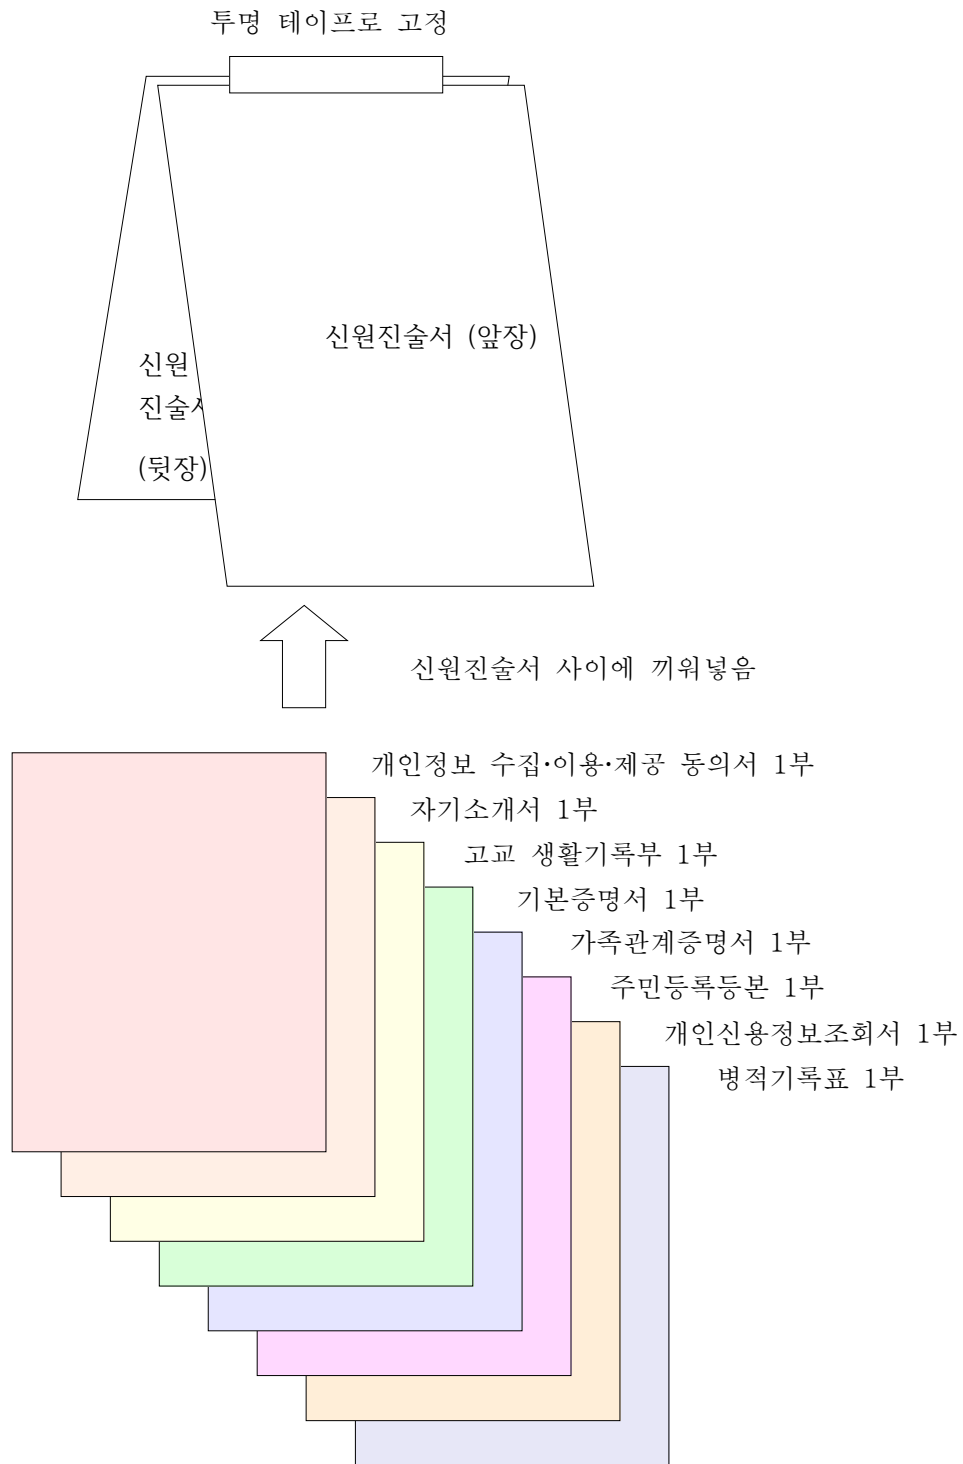 투명 테이프로 고정
신원진술서 (앞장)
신원
진술서
(뒷장)
신원진술서 사이에 끼워넣음
개인정보 수집·이용·제공 동의서 1부
자기소개서 1부
고교 생활기록부 1부
기본증명서 1부
가족관계증명서 1부
주민등록등본 1부
개인신용정보조회서 1부
병적기록표 1부